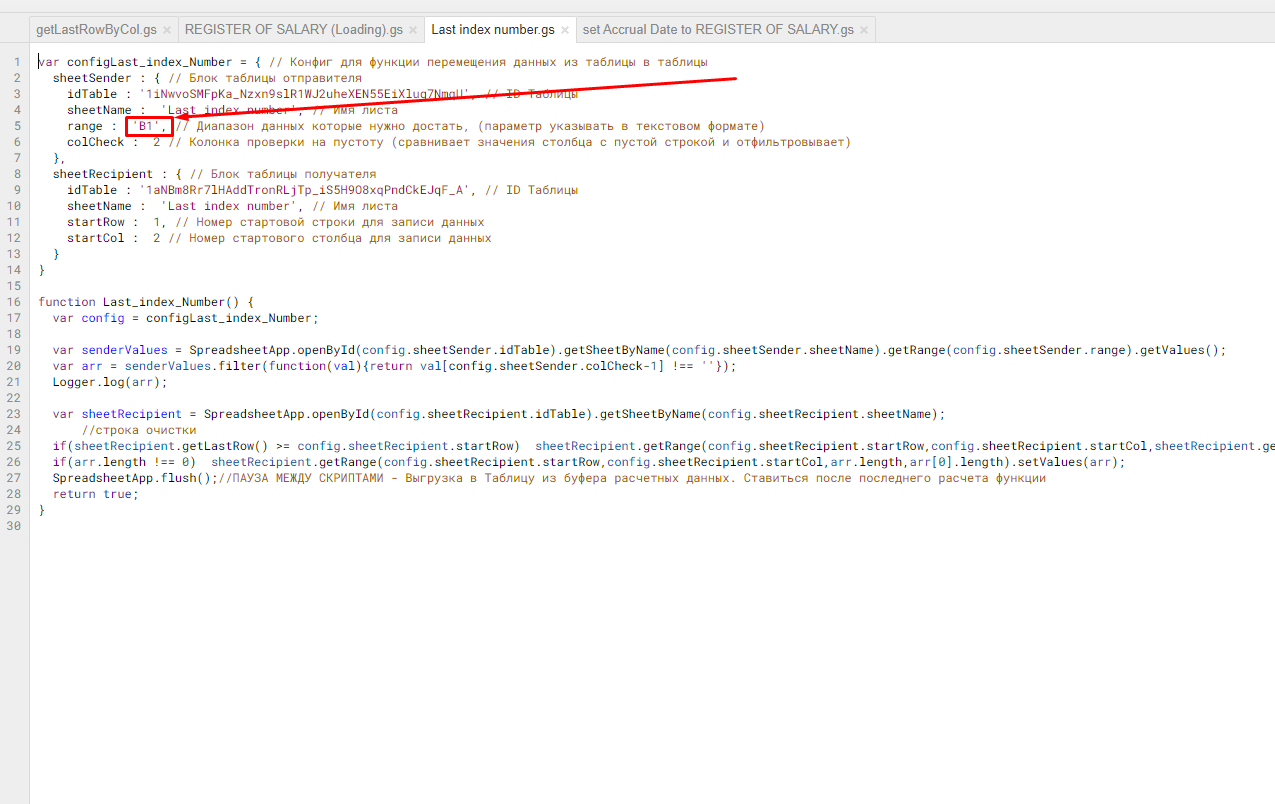 getLastRowByCol.gs × REGISTER OF SALARY (Loading).gs × Last index number.gs × set Accrual Date to REGISTER OF SALARY.gs ×
1 var configLast_index_Number = { // Конфиг для функции перемещения данных из таблицы в таблицы
2 sheetSender : { // Блок таблицы отправителя
3 idTable : // ID Таблицы
4 sheetName : 'Last index number', // Имя листа
5 range : 'B1', // Диапазон данных которые нужно достать, (параметр указывать в текстовом формате)
6 colCheck : 2 // Колонка проверки на пустоту (сравнивает значения столбца с пустой строкой и отфильтровывает)
7 },
8 sheetRecipient : { // Блок таблицы получателя
9 idTable : '1aNBm8Rr7lHAddTronRLjTp_iS5H9O8xqPndCkEJqF_A', // ID Таблицы
10 sheetName : 'Last index number', // Имя листа
11 startRow : 1, // Номер стартовой строки для записи данных
12 startCol : 2 // Номер стартового столбца для записи данных
13 }
14 }
15
16 function Last_index_Number() {
17 var config = configLast_index_Number;
18
19 var senderValues = SpreadsheetApp.openById(config.sheetSender.idTable).getSheetByName(config.sheetSender.sheetName).getRange(config.sheetSender.range).getValues();
20 var arr = senderValues.filter(function(val){return val[config.sheetSender.colCheck-1] !== ''});
21 Logger.log(arr);
22
23 var sheetRecipient = SpreadsheetApp.openById(config.sheetRecipient.idTable).getSheetByName(config.sheetRecipient.sheetName);
24 //строка очистки
25 if(sheetRecipient.getLastRow() >= config.sheetRecipient.startRow) sheetRecipient.getRange(config.sheetRecipient.startRow,config.sheetRecipient.startCol,sheetRecipient.ge
26 if(arr.length !== 0) sheetRecipient.getRange(config.sheetRecipient.startRow,config.sheetRecipient.startCol,arr.length,arr[0].length).setValues(arr);
27 SpreadsheetApp.flush();//ПАУЗА МЕЖДУ СКРИПТАМИ - Выгрузка в Таблицу из буфера расчетных данных. Ставиться после последнего расчета функции
28 return true;
29 }
30